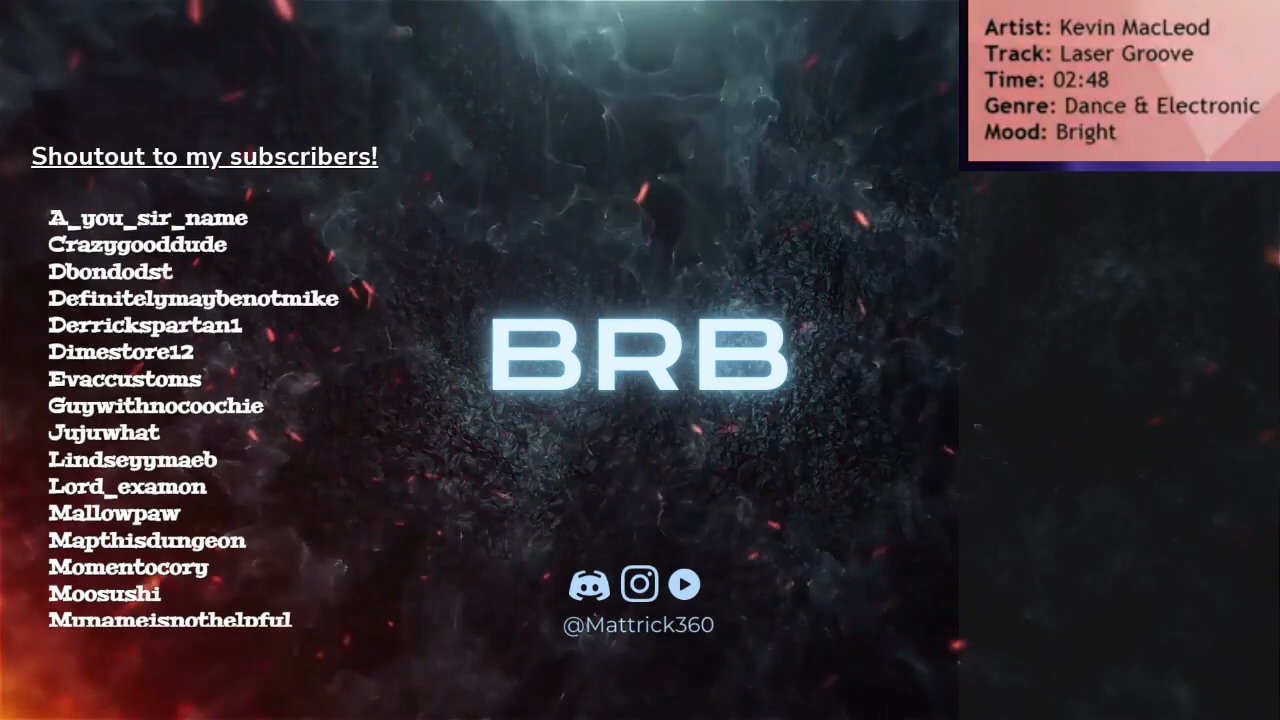 Artist: Kevin MacLeod
Track: Laser Groove
Time: 02:48
Genre: Dance & Electronic
Mood: Bright
Shoutout to my subscribers!
A_you_sir_name
Crazygooddude
Dbondodst
Definitelymaybenotmike
Derrickspartan1
Dimestore12
Evaccustoms
Guywithnocoochie
Jujuwhat
Lindseyymaeb
Lord_examon
Mallowpaw
Mapthisdungeon
Momentocory
Moosushi
Mynameisnothelpful
BRB
@Mattrick360